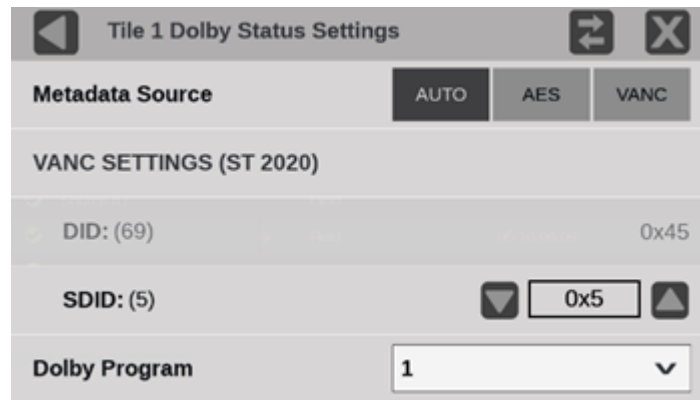 Tile 1 Dolby Status Settings
Metadata Source AUTO AES VANC
VANC SETTINGS (ST 2020)
DID: (69) 0x45
SDID: (5) 0x5
Dolby Program 1